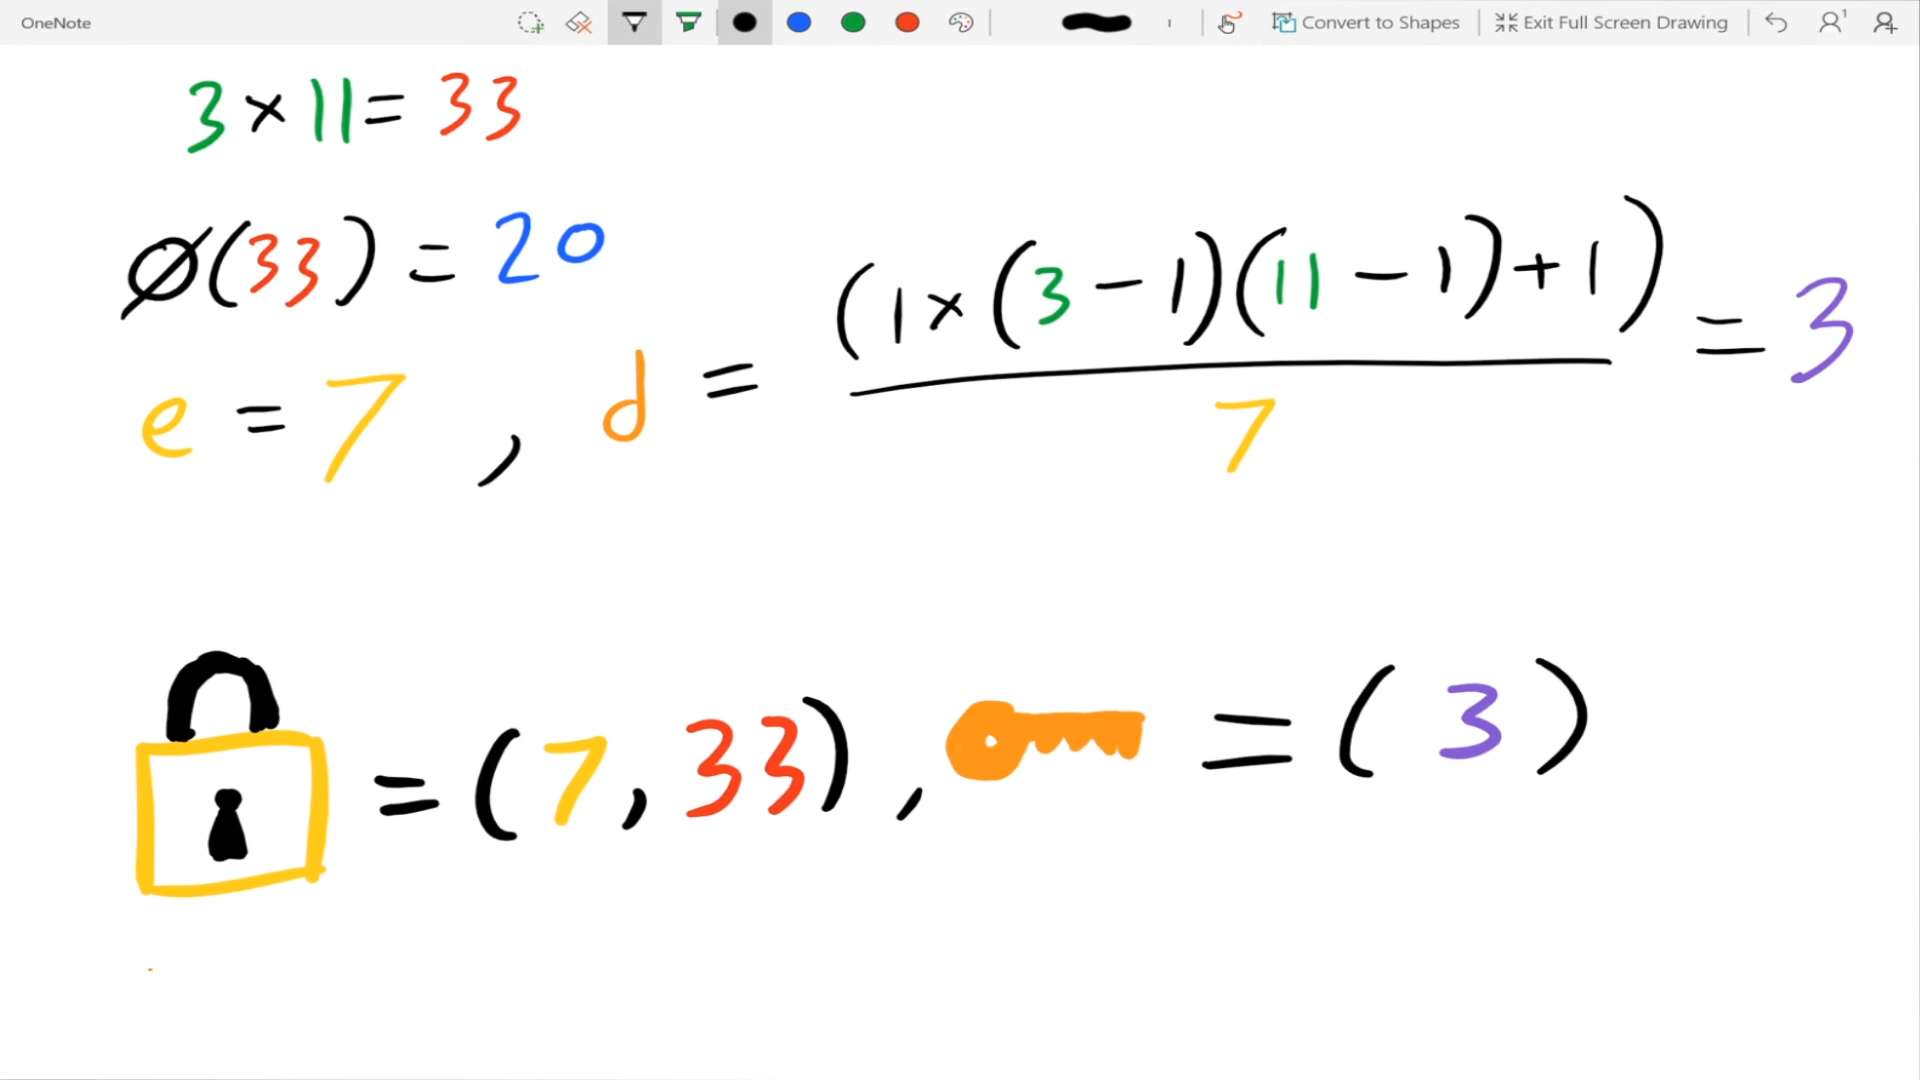 OneNote
Convert to Shapes
Exit Full Screen Drawing
3 × 11 = 33
ø(33) = 20
e = 7 , d = (1 × (3 - 1)(11 - 1) + 1) / 7 = 3
= (7, 33) , = (3)